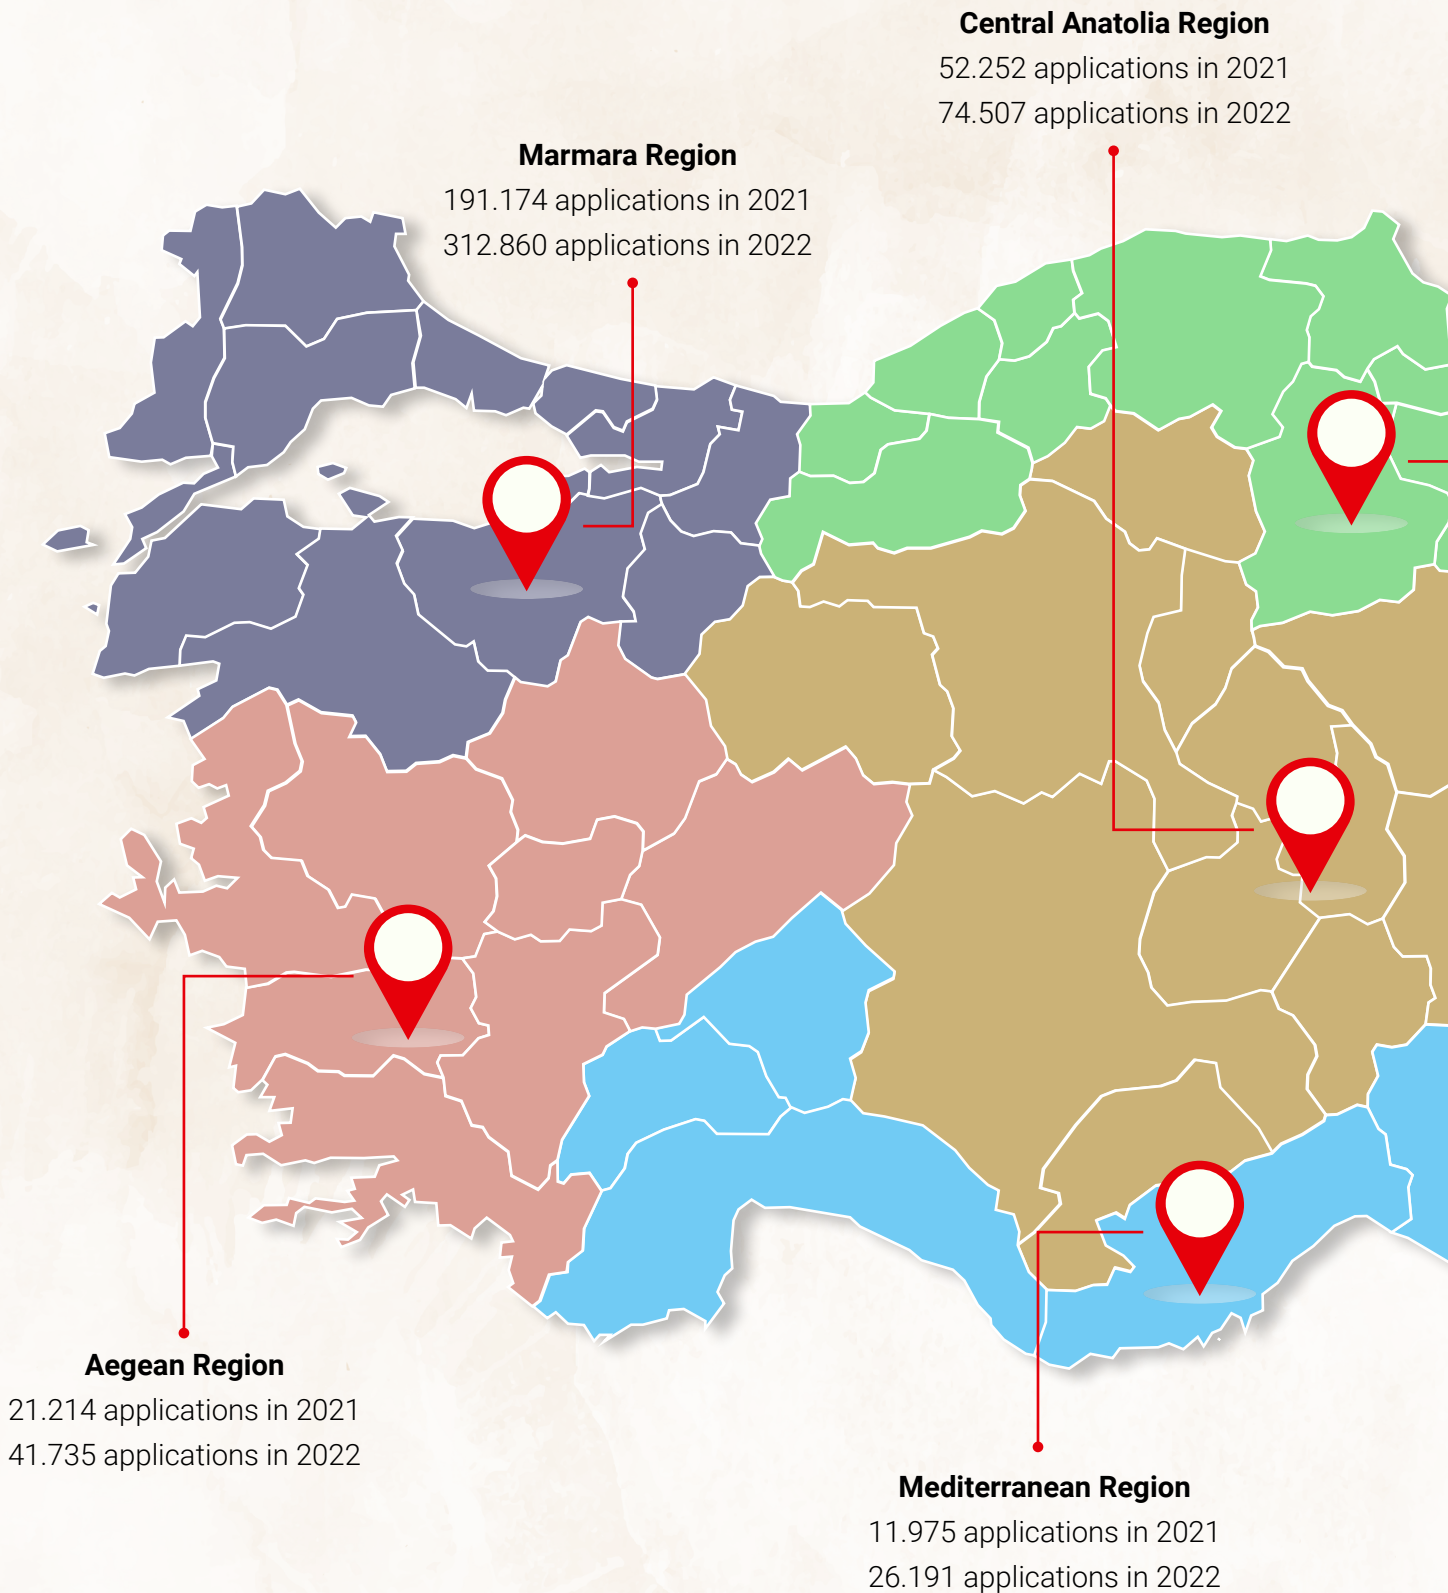 Central Anatolia Region
52.252 applications in 2021
74.507 applications in 2022
Marmara Region
191.174 applications in 2021
312.860 applications in 2022
Aegean Region
21.214 applications in 2021
41.735 applications in 2022
Mediterranean Region
11.975 applications in 2021
26.191 applications in 2022